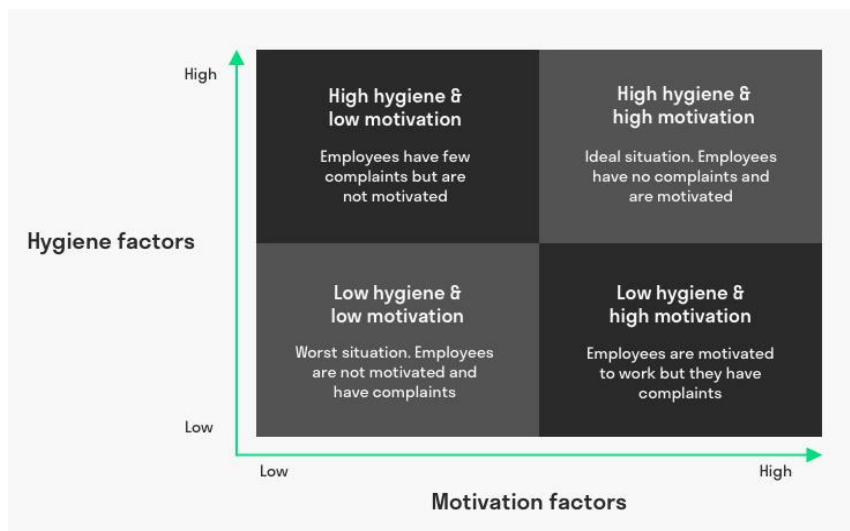 High
High hygiene &
low motivation
Employees have few
complaints but are
not motivated
High hygiene &
high motivation
Ideal situation. Employees
have no complaints and
are motivated
Hygiene factors
Low hygiene &
low motivation
Worst situation. Employees
are not motivated and
have complaints
Low hygiene &
high motivation
Employees are motivated
to work but they have
complaints
Low
Low
High
Motivation factors